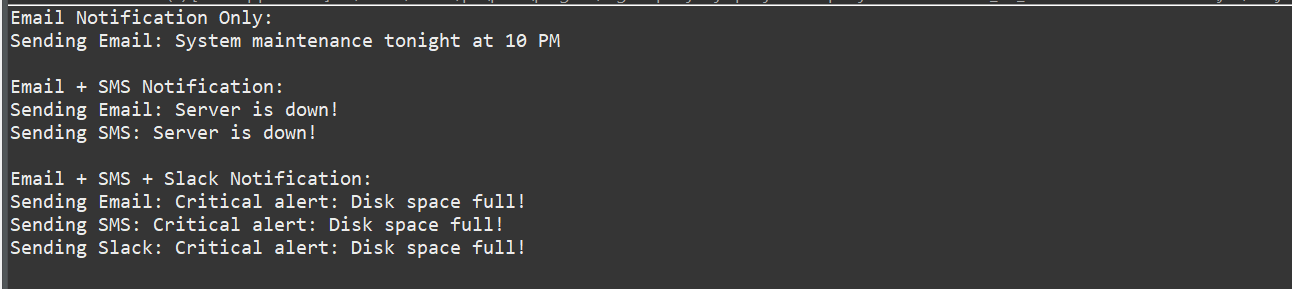 Email Notification Only:
Sending Email: System maintenance tonight at 10 PM
Email + SMS Notification:
Sending Email: Server is down!
Sending SMS: Server is down!
Email + SMS + Slack Notification:
Sending Email: Critical alert: Disk space full!
Sending SMS: Critical alert: Disk space full!
Sending Slack: Critical alert: Disk space full!